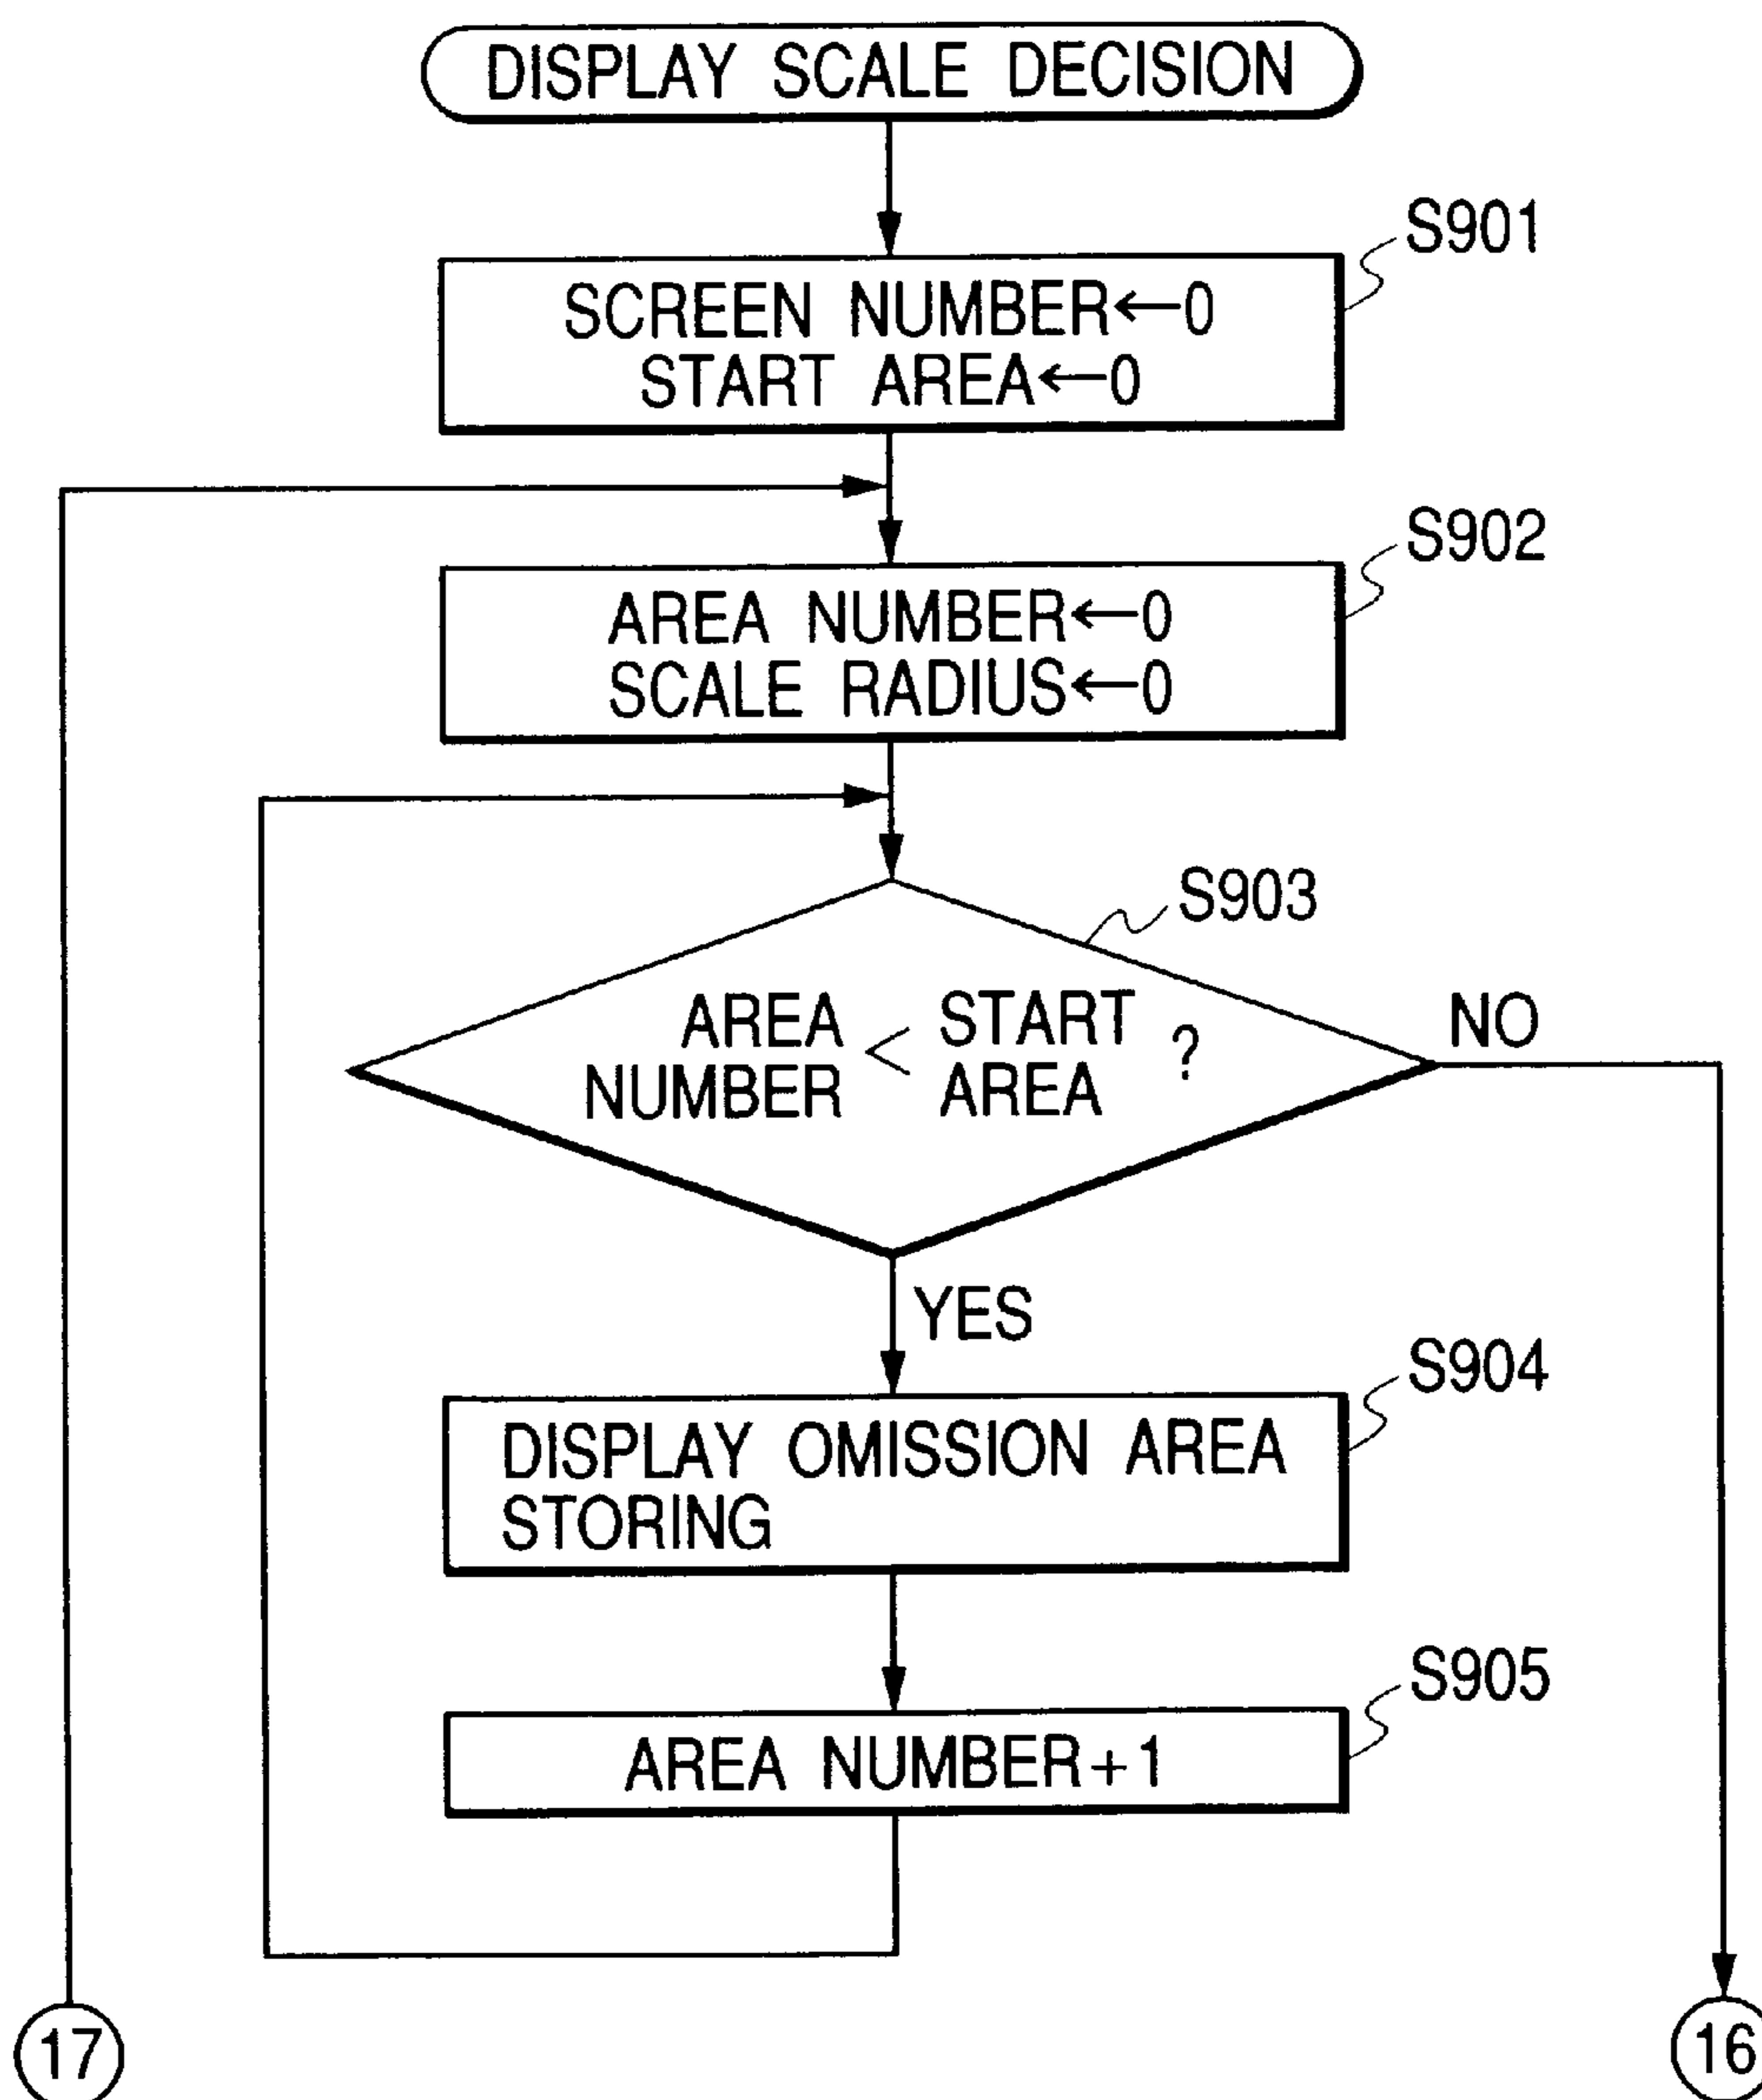 DISPLAY SCALE DECISION
S901
SCREEN NUMBER←0
START AREA←0
S902
AREA NUMBER←0
SCALE RADIUS←0
S903
AREA NUMBER < START AREA ?
NO
YES
S904
DISPLAY OMISSION AREA
STORING
S905
AREA NUMBER+1
17
16